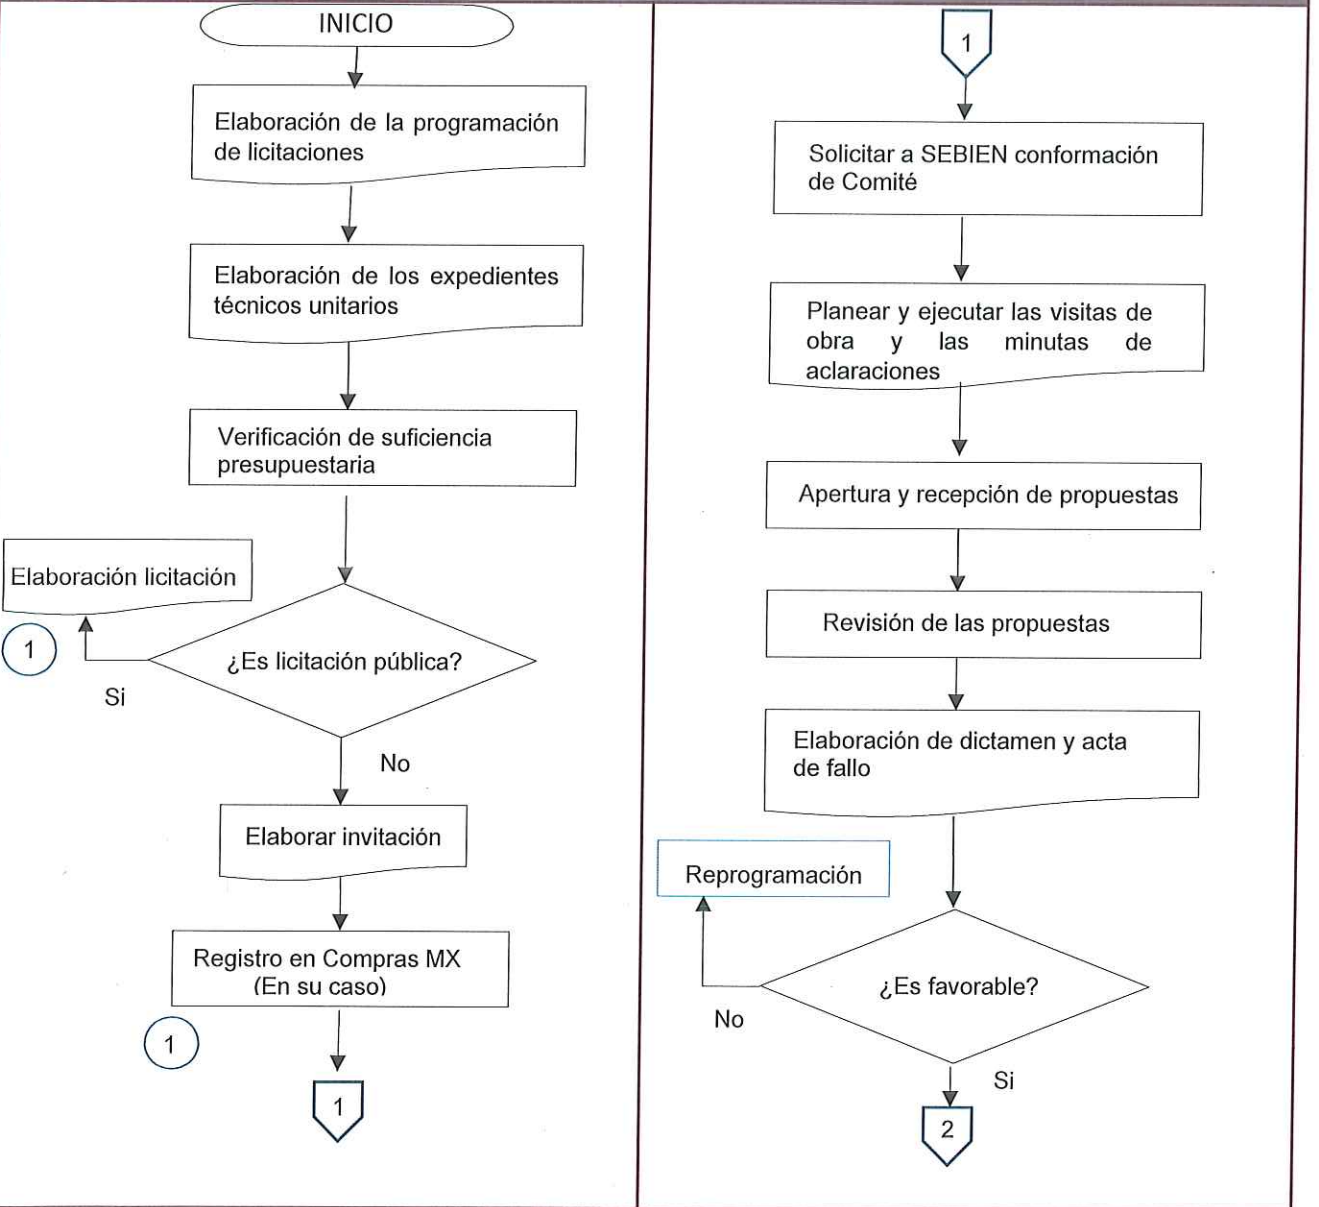 INICIO
Elaboración de la programación
de licitaciones
Elaboración de los expedientes
técnicos unitarios
Verificación de suficiencia
presupuestaria
Elaboración licitación
1
¿Es licitación pública?
Si
No
Elaborar invitación
Registro en Compras MX
(En su caso)
1
1
1
Solicitar a SEBIEN conformación
de Comité
Planear y ejecutar las visitas de
obra y las minutas de
aclaraciones
Apertura y recepción de propuestas
Revisión de las propuestas
Elaboración de dictamen y acta
de fallo
Reprogramación
¿Es favorable?
No
Si
2